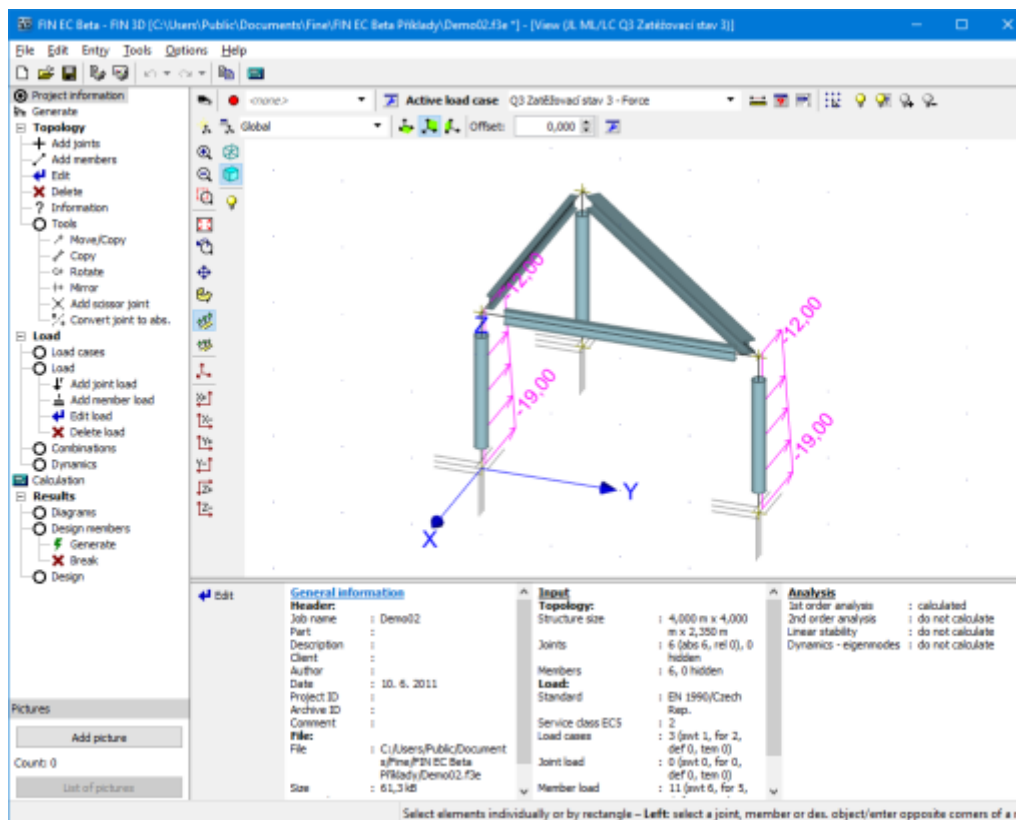 FIN EC Beta - FIN 3D [C:\Users\Public\Documents\Fine\FIN EC Beta Příklady\Demo02.f3e *] - [View (JL ML/LC Q3 Zatěžovací stav 3)]
File Edit Entry Tools Options Help
Project information
Generate
Topology
Add joints
Add members
Edit
Delete
Information
Tools
Move/Copy
Copy
Rotate
Mirror
Add scissor joint
Convert joint to abs.
Load
Load cases
Load
Add joint load
Add member load
Edit load
Delete load
Combinations
Dynamics
Calculation
Results
Diagrams
Design members
Generate
Break
Design
Pictures
Add picture
Count: 0
List of pictures
<none> Active load case Q3 Zatěžovací stav 3 - Force
Global Offset: 0,000
-12,00
-12,00
Z
-19,00
-19,00
Y
X
Edit
General information
Header:
Job name : Demo02
Part :
Description :
Client :
Author :
Date : 10. 6. 2011
Project ID :
Archive ID :
Comment :
File:
File : C:/Users/Public/Document
s/Fine/FIN EC Beta
Příklady/Demo02.f3e
Size : 61,3 kB
Input
Topology:
Structure size : 4,000 m x 4,000
m x 2,350 m
Joints : 6 (abs 6, rel 0), 0
hidden
Members : 6, 0 hidden
Load:
Standard : EN 1990/Czech
Rep.
Service class EC5 : 2
Load cases : 3 (swt 1, for 2,
def 0, tem 0)
Joint load : 0 (swt 0, for 0,
def 0, tem 0)
Member load : 11 (swt 6, for 5,
Analysis
1st order analysis : calculated
2nd order analysis : do not calculate
Linear stability : do not calculate
Dynamics - eigenmodes : do not calculate
Select elements individually or by rectangle – Left: select a joint, member or des. object/enter opposite corners of a